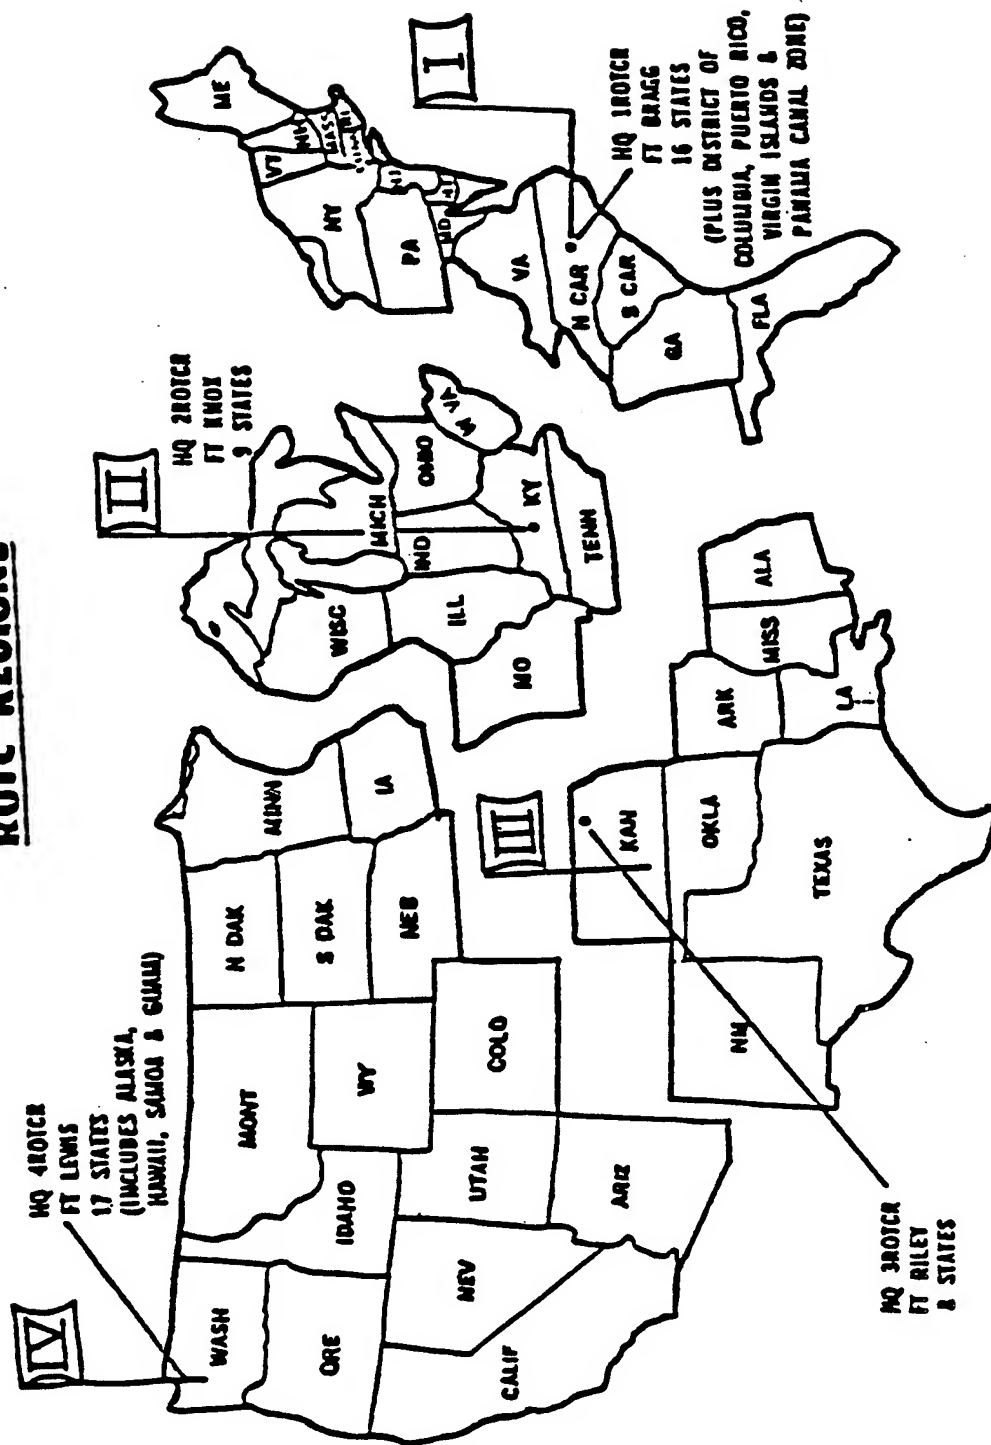 ROTC REGIONS
IV
HQ 4ROTCR
FT LEWIS
17 STATES
(INCLUDES ALASKA,
HAWAII, SAMOA & GUAM)
WASH
ORE
CALIF
NEV
IDAHO
MONT
WY
UTAH
ARIZ
COLO
N DAK
S DAK
NEB
MINN
IA
II
HQ 2ROTCR
FT KNOX
9 STATES
WISC
MICH
ILL
IND
OHIO
W VA
KY
TENN
MO
III
KAN
OKLA
TEXAS
NM
ARK
LA
MISS
ALA
HQ 3ROTCR
FT RILEY
8 STATES
I
HQ 1ROTCR
FT BRAGG
16 STATES
(PLUS DISTRICT OF
COLUMBIA, PUERTO RICO,
VIRGIN ISLANDS &
PANAMA CANAL ZONE)
ME
VT
NH
MASS
RI
CONN
NY
NJ
PA
MD
VA
N CAR
S CAR
GA
FLA